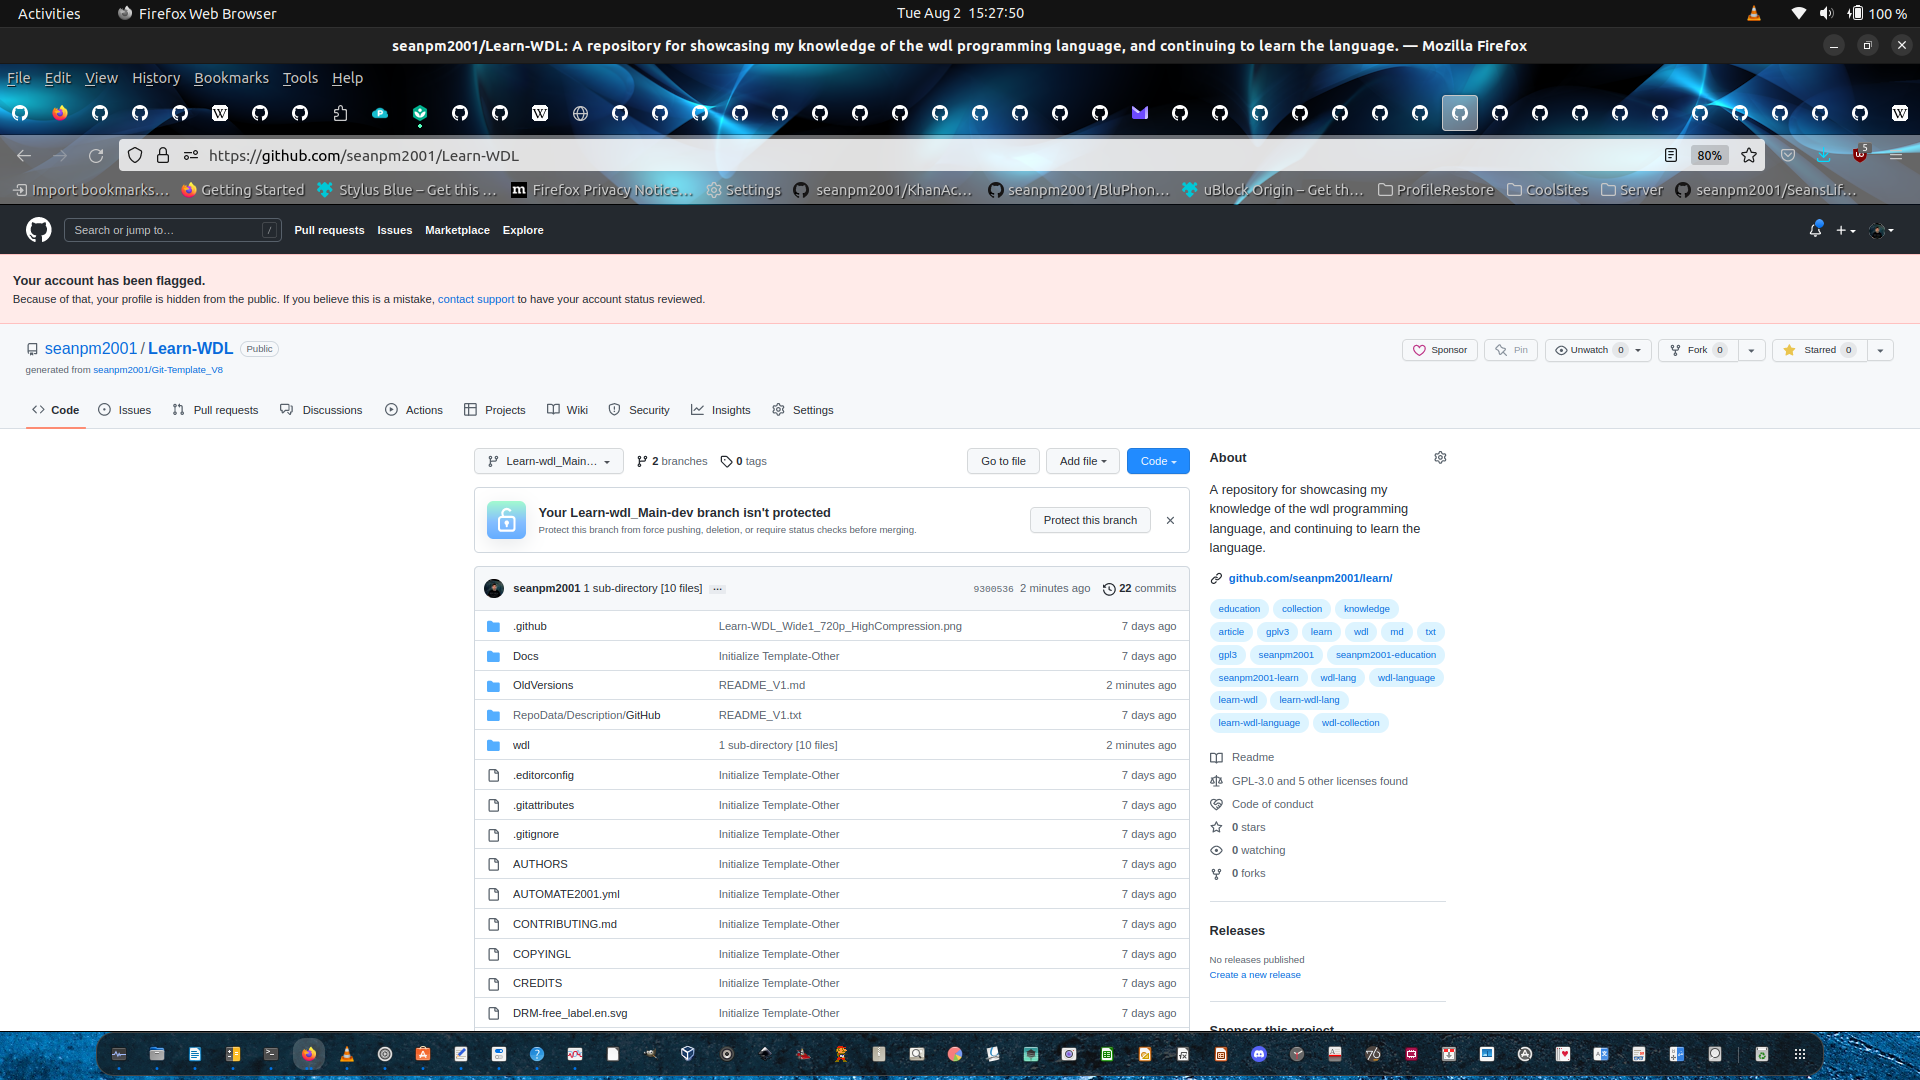 Activities Firefox Web Browser Tue Aug 2 15:27:50 100 %
seanpm2001/Learn-WDL: A repository for showcasing my knowledge of the wdl programming language, and continuing to learn the language. — Mozilla Firefox
File Edit View History Bookmarks Tools Help
https://github.com/seanpm2001/Learn-WDL 80% 5
Import bookmarks… Getting Started Stylus Blue – Get this … Firefox Privacy Notice… Settings seanpm2001/KhanAc… seanpm2001/BluPhon… uBlock Origin – Get th… ProfileRestore CoolSites Server seanpm2001/SeansLif…
Search or jump to… / Pull requests Issues Marketplace Explore
Your account has been flagged.
Because of that, your profile is hidden from the public. If you believe this is a mistake, contact support to have your account status reviewed.
seanpm2001 / Learn-WDL Public Sponsor Pin Unwatch 0 Fork 0 Starred 0
generated from seanpm2001/Git-Template_V8
Code Issues Pull requests Discussions Actions Projects Wiki Security Insights Settings
Learn-wdl_Main… 2 branches 0 tags Go to file Add file Code
Your Learn-wdl_Main-dev branch isn't protected
Protect this branch from force pushing, deletion, or require status checks before merging.
Protect this branch
seanpm2001 1 sub-directory [10 files] … 9300536 2 minutes ago 22 commits
.github Learn-WDL_Wide1_720p_HighCompression.png 7 days ago
Docs Initialize Template-Other 7 days ago
OldVersions README_V1.md 2 minutes ago
RepoData/Description/GitHub README_V1.txt 7 days ago
wdl 1 sub-directory [10 files] 2 minutes ago
.editorconfig Initialize Template-Other 7 days ago
.gitattributes Initialize Template-Other 7 days ago
.gitignore Initialize Template-Other 7 days ago
AUTHORS Initialize Template-Other 7 days ago
AUTOMATE2001.yml Initialize Template-Other 7 days ago
CONTRIBUTING.md Initialize Template-Other 7 days ago
COPYINGL Initialize Template-Other 7 days ago
CREDITS Initialize Template-Other 7 days ago
DRM-free_label.en.svg Initialize Template-Other 7 days ago
About
A repository for showcasing my
knowledge of the wdl programming
language, and continuing to learn the
language.
github.com/seanpm2001/learn/
education collection knowledge
article gplv3 learn wdl md txt
gpl3 seanpm2001 seanpm2001-education
seanpm2001-learn wdl-lang wdl-language
learn-wdl learn-wdl-lang
learn-wdl-language wdl-collection
Readme
GPL-3.0 and 5 other licenses found
Code of conduct
0 stars
0 watching
0 forks
Releases
No releases published
Create a new release
Sponsor this project